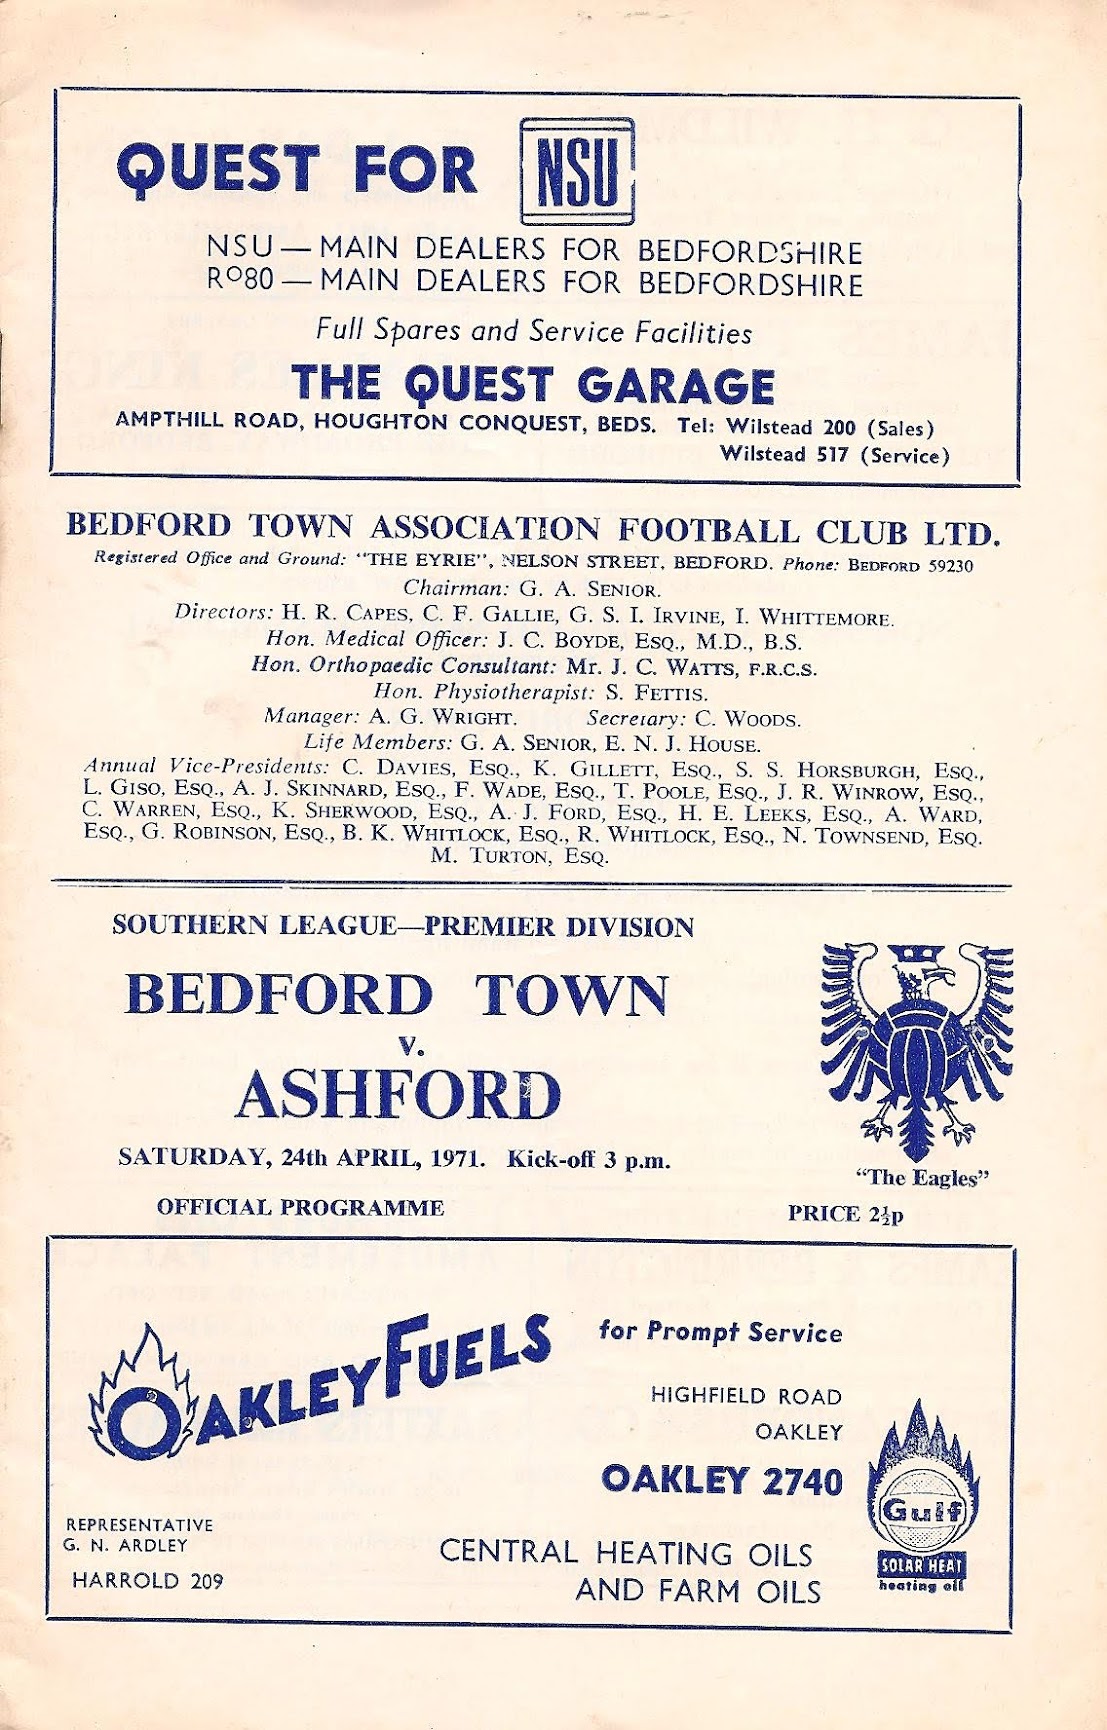 QUEST FOR NSU
NSU — MAIN DEALERS FOR BEDFORDSHIRE
RO80 — MAIN DEALERS FOR BEDFORDSHIRE
Full Spares and Service Facilities
THE QUEST GARAGE
AMPTHILL ROAD, HOUGHTON CONQUEST, BEDS. Tel: Wilstead 200 (Sales)
Wilstead 517 (Service)
BEDFORD TOWN ASSOCIATION FOOTBALL CLUB LTD.
Registered Office and Ground: "THE EYRIE", NELSON STREET, BEDFORD. Phone: BEDFORD 59230
Chairman: G. A. SENIOR.
Directors: H. R. CAPES, C. F. GALLIE, G. S. I. IRVINE, I. WHITTEMORE.
Hon. Medical Officer: J. C. BOYDE, ESQ., M.D., B.S.
Hon. Orthopaedic Consultant: MR. J. C. WATTS, F.R.C.S.
Hon. Physiotherapist: S. FETTIS.
Manager: A. G. WRIGHT. Secretary: C. WOODS.
Life Members: G. A. SENIOR, E. N. J. HOUSE.
Annual Vice-Presidents: C. DAVIES, ESQ., K. GILLETT, ESQ., S. S. HORSBURGH, ESQ.,
L. GISO, ESQ., A. J. SKINNARD, ESQ., F. WADE, ESQ., T. POOLE, ESQ., J. R. WINROW, ESQ.,
C. WARREN, ESQ., K. SHERWOOD, ESQ., A. J. FORD, ESQ., H. E. LEEKS, ESQ., A. WARD,
ESQ., G. ROBINSON, ESQ., B. K. WHITLOCK, ESQ., R. WHITLOCK, ESQ., N. TOWNSEND, ESQ.
M. TURTON, ESQ.
SOUTHERN LEAGUE—PREMIER DIVISION
BEDFORD TOWN
v.
ASHFORD
SATURDAY, 24th APRIL, 1971. Kick-off 3 p.m.
"The Eagles"
OFFICIAL PROGRAMME
PRICE 2½p
OAKLEY FUELS
for Prompt Service
HIGHFIELD ROAD
OAKLEY
OAKLEY 2740
Gulf
SOLAR HEAT
heating oil
REPRESENTATIVE
G. N. ARDLEY
HARROLD 209
CENTRAL HEATING OILS
AND FARM OILS